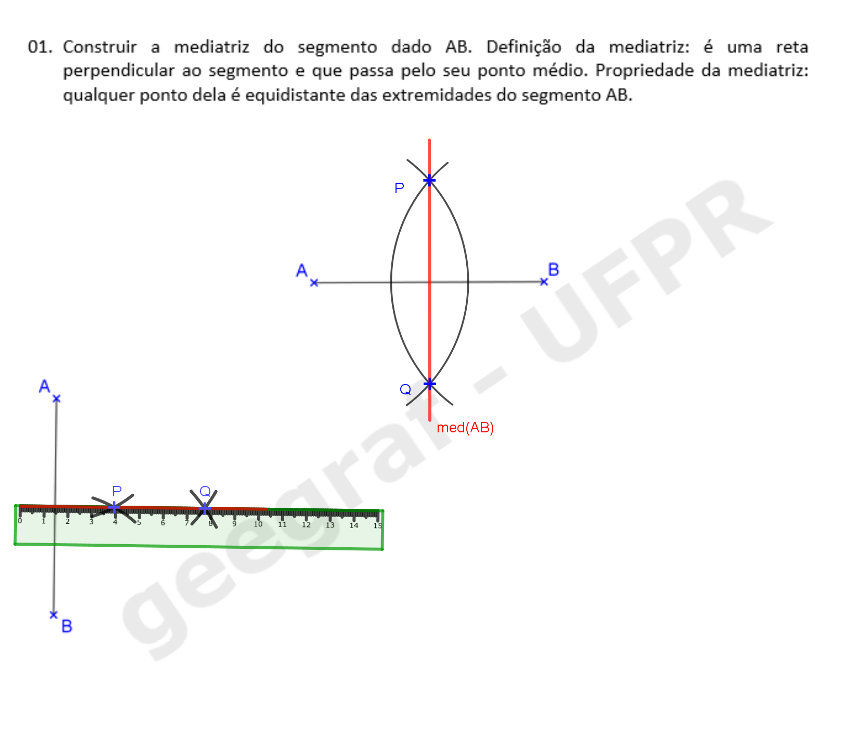 01. Construir a mediatriz do segmento dado AB. Definição da mediatriz: é uma reta
perpendicular ao segmento e que passa pelo seu ponto médio. Propriedade da mediatriz:
qualquer ponto dela é equidistante das extremidades do segmento AB.
P
A
B
Q
med(AB)
A
P
Q
0 1 2 3 4 5 6 7 8 9 10 11 12 13 14 15
B
geegraf - UFPR